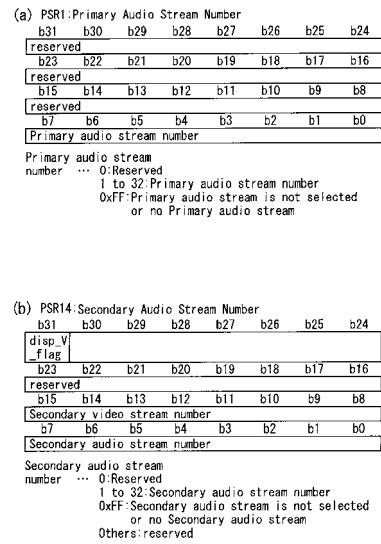 (a) PSR1:Primary Audio Stream Number
b31 b30 b29 b28 b27 b26 b25 b24
reserved
b23 b22 b21 b20 b19 b18 b17 b16
reserved
b15 b14 b13 b12 b11 b10 b9 b8
reserved
b7 b6 b5 b4 b3 b2 b1 b0
Primary audio stream number
Primary audio stream
number … 0:Reserved
1 to 32:Primary audio stream number
0xFF:Primary audio stream is not selected
or no Primary audio stream
(b) PSR14:Secondary Audio Stream Number
b31 b30 b29 b28 b27 b26 b25 b24
disp_V
_flag
b23 b22 b21 b20 b19 b18 b17 b16
reserved
b15 b14 b13 b12 b11 b10 b9 b8
Secondary video stream number
b7 b6 b5 b4 b3 b2 b1 b0
Secondary audio stream number
Secondary audio stream
number … 0:Reserved
1 to 32:Secondary audio stream number
0xFF:Secondary audio stream is not selected
or no Secondary audio stream
Others:reserved